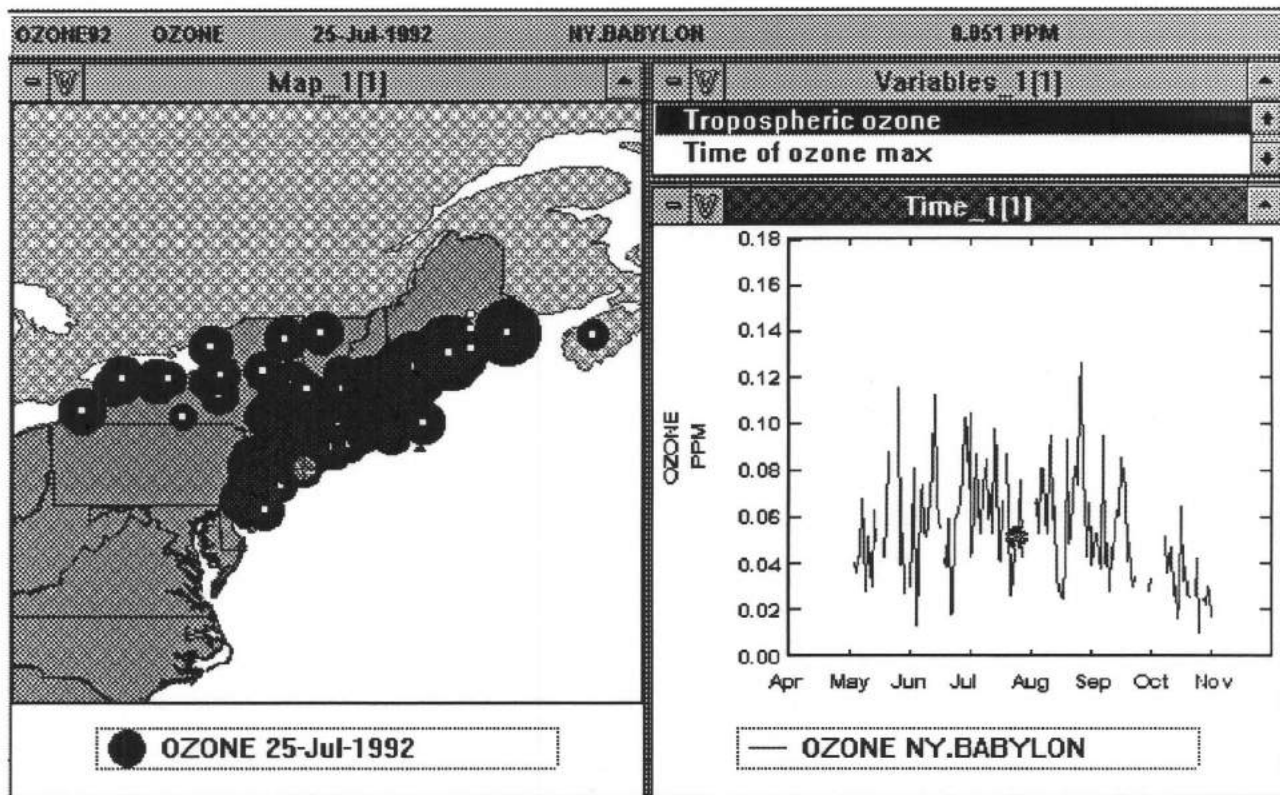 OZONE92 OZONE 25-Jul-1992 NY.BABYLON 0.051 PPM
Map_1[1]
Variables_1[1]
Tropospheric ozone
Time of ozone max
Time_1[1]
0.18
0.16
0.14
0.12
0.10
0.08
0.06
0.04
0.02
0.00
OZONE
PPM
Apr May Jun Jul Aug Sep Oct Nov
OZONE 25-Jul-1992
OZONE NY.BABYLON